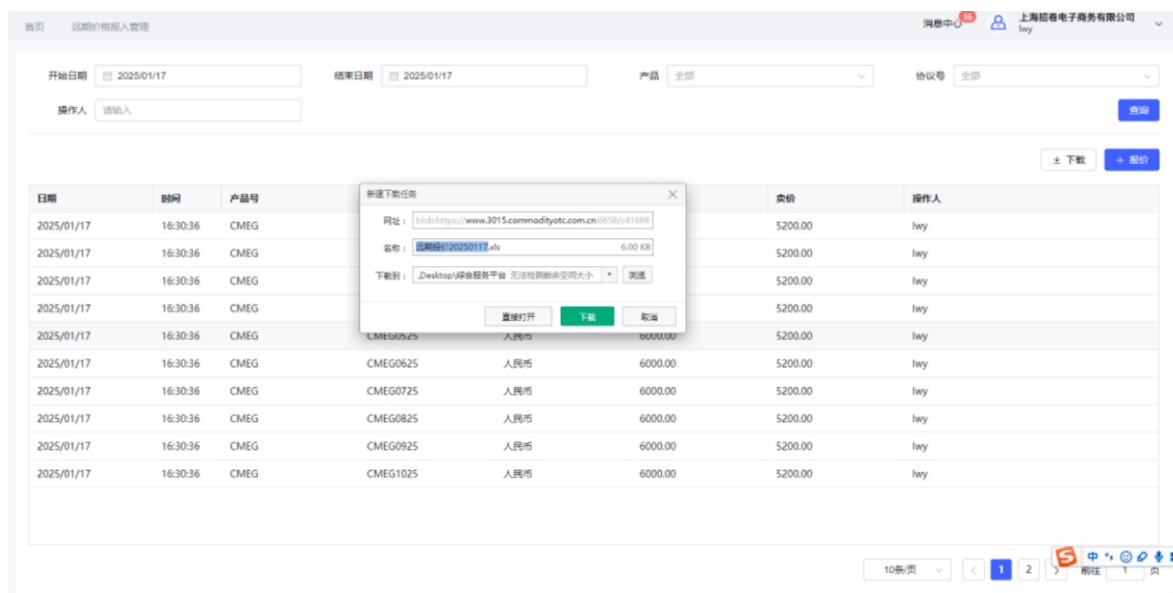 首页 远期价格报入管理 消息中心 36 上海招卷电子商务有限公司
lwy
开始日期 2025/01/17 结束日期 2025/01/17 产品 全部 协议号 全部
操作人 请输入 查询
下载 + 报价
日期 时间 产品号 卖价 操作人
2025/01/17 16:30:36 CMEG 5200.00 lwy
2025/01/17 16:30:36 CMEG 5200.00 lwy
2025/01/17 16:30:36 CMEG 5200.00 lwy
2025/01/17 16:30:36 CMEG 5200.00 lwy
2025/01/17 16:30:36 CMEG CMEG0525 人民币 6000.00 5200.00 lwy
2025/01/17 16:30:36 CMEG CMEG0625 人民币 6000.00 5200.00 lwy
2025/01/17 16:30:36 CMEG CMEG0725 人民币 6000.00 5200.00 lwy
2025/01/17 16:30:36 CMEG CMEG0825 人民币 6000.00 5200.00 lwy
2025/01/17 16:30:36 CMEG CMEG0925 人民币 6000.00 5200.00 lwy
2025/01/17 16:30:36 CMEG CMEG1025 人民币 6000.00 5200.00 lwy
新建下载任务
网址： blob:https://www.3015.commodityotc.com.cn:6658/c41688
名称： 远期报价20250117.xls 6.00 KB
下载到： ,Desktop\综合服务平台 无法检测剩余空间大小 浏览
直接打开 下载 取消
中
10条/页 1 2 前往 1 页